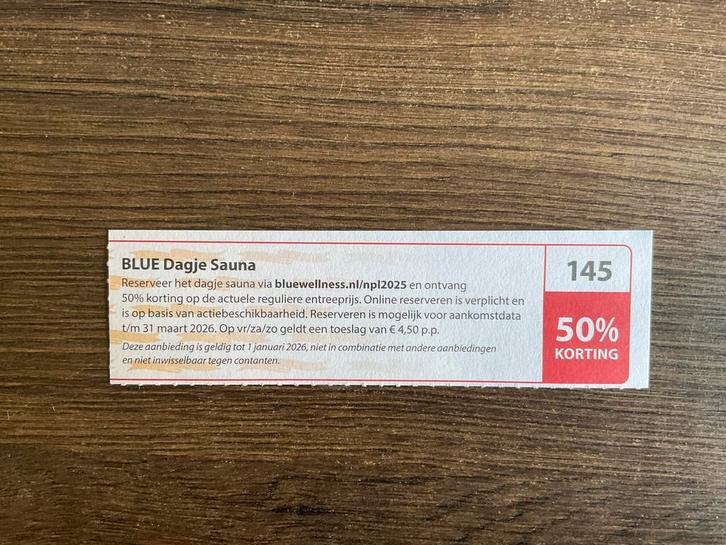 BLUE Dagje Sauna
Reserveer het dagje sauna via bluewellness.nl/npl2025 en ontvang
50% korting op de actuele reguliere entreeprijs. Online reserveren is verplicht en
is op basis van actiebeschikbaarheid. Reserveren is mogelijk voor aankomstdata
t/m 31 maart 2026. Op vr/za/zo geldt een toeslag van € 4,50 p.p.
Deze aanbieding is geldig tot 1 januari 2026, niet in combinatie met andere aanbiedingen
en niet inwisselbaar tegen contanten.
145
50%
KORTING